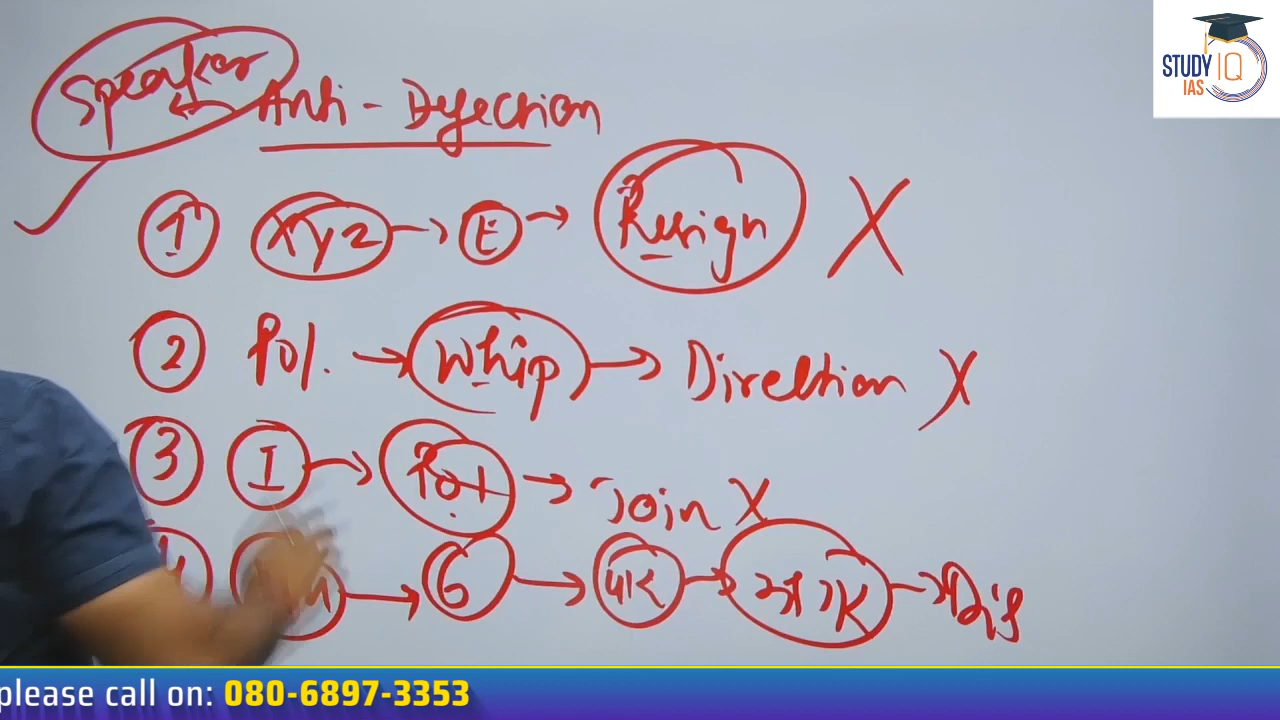 STUDY IQ
IAS
Speaker
Anti - Defection
1 XYZ → E → Resign X
2 Pol. → Whip → Direction X
3 I → Pol → Join X
→ 6 → → → Dis
please call on: 080-6897-3353